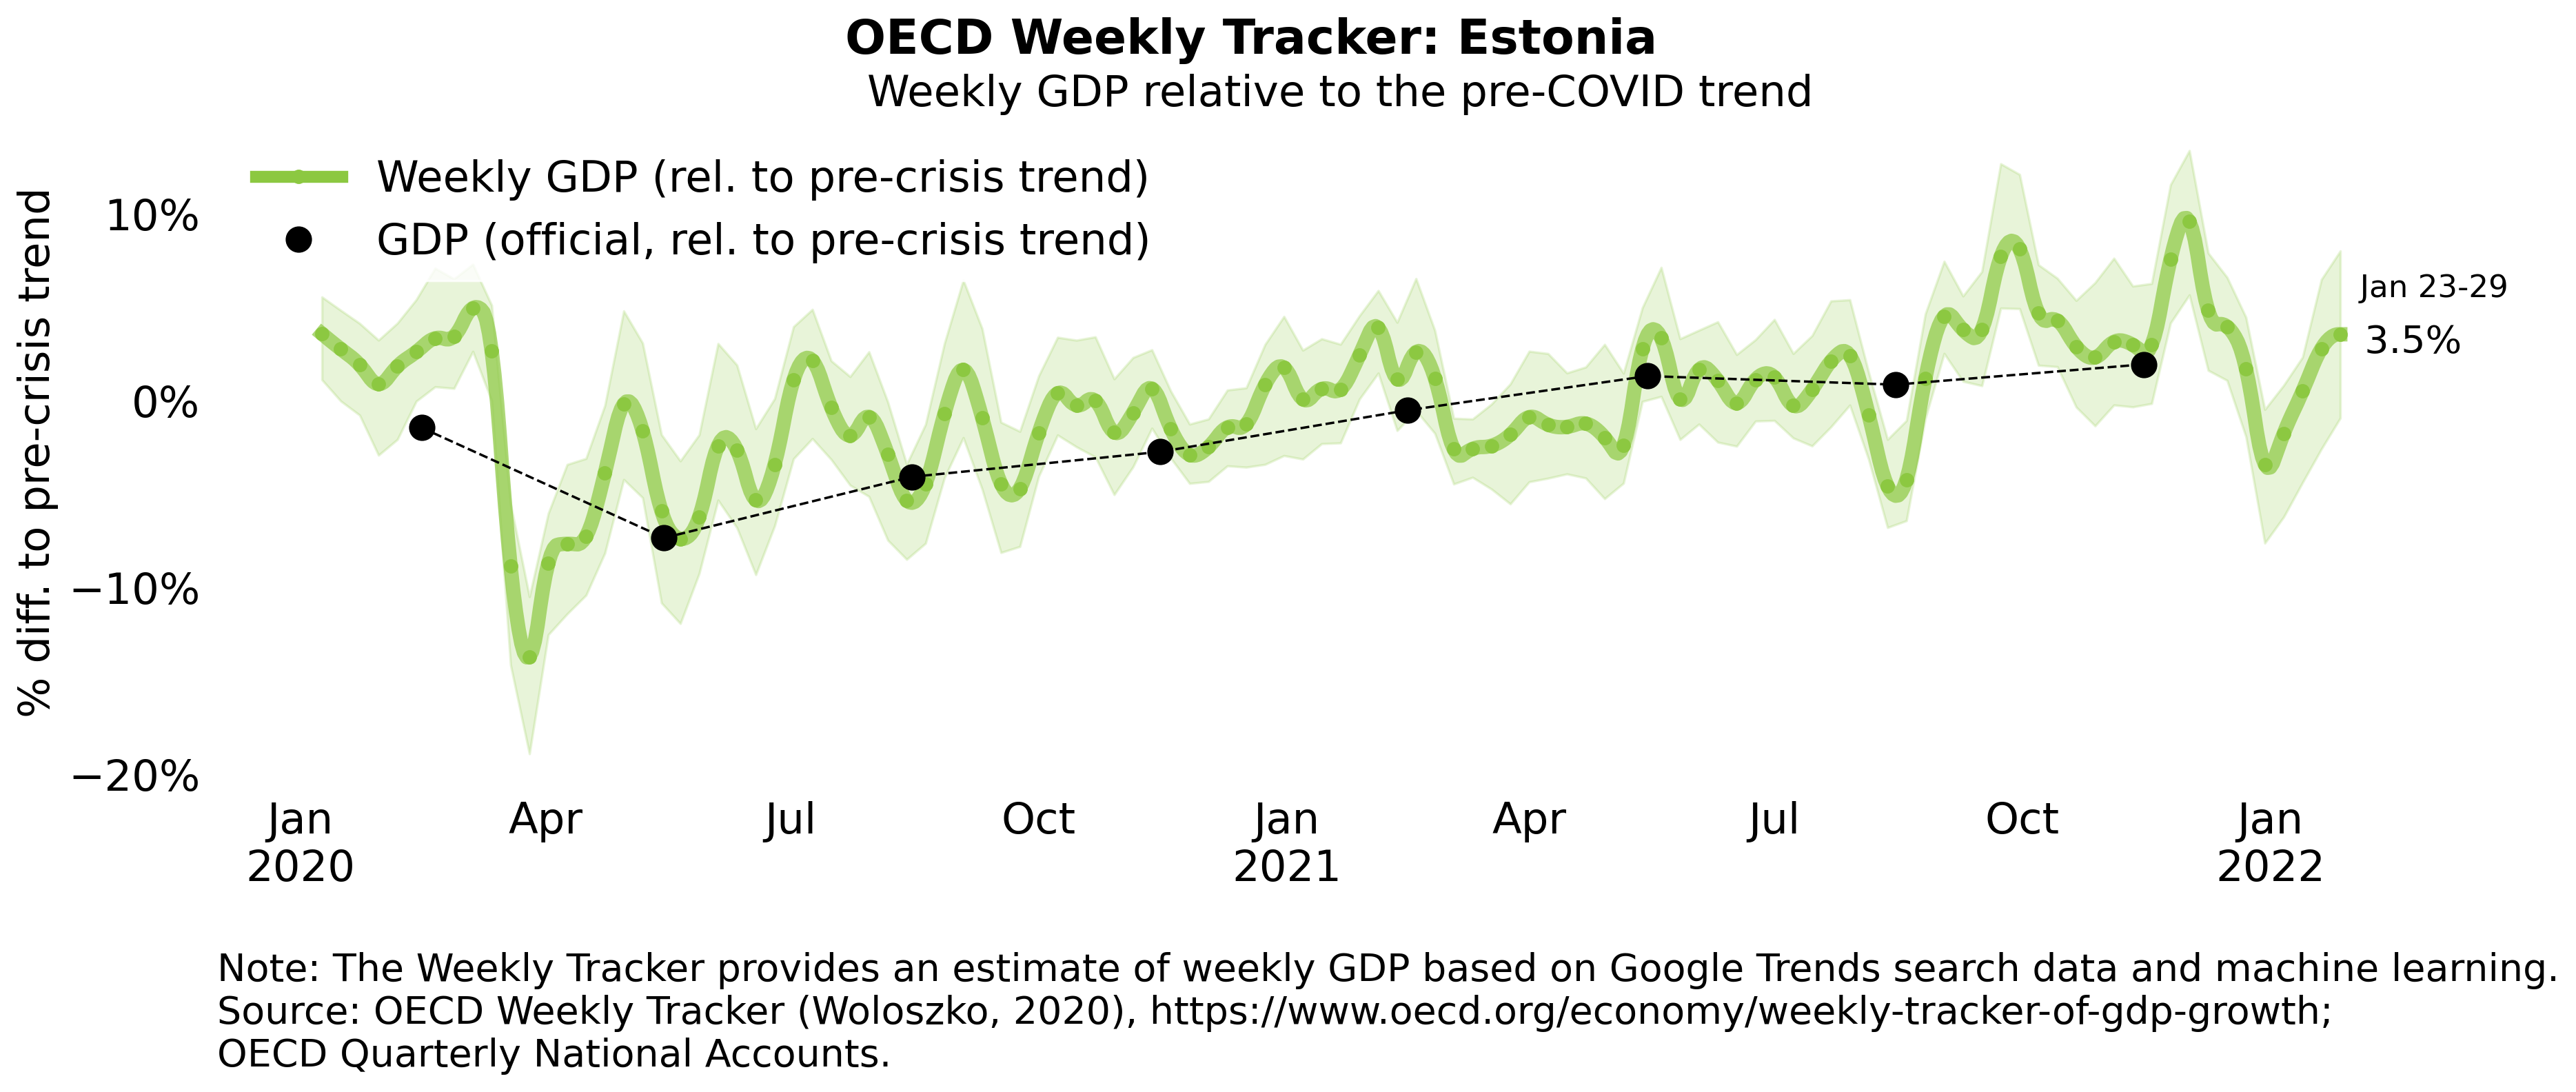 OECD Weekly Tracker: Estonia
Weekly GDP relative to the pre-COVID trend
Weekly GDP (rel. to pre-crisis trend)
GDP (official, rel. to pre-crisis trend)
% diff. to pre-crisis trend
10%
0%
−10%
−20%
Jan 23-29
3.5%
Jan Apr Jul Oct Jan Apr Jul Oct Jan
2020 2021 2022
Note: The Weekly Tracker provides an estimate of weekly GDP based on Google Trends search data and machine learning.
Source: OECD Weekly Tracker (Woloszko, 2020), https://www.oecd.org/economy/weekly-tracker-of-gdp-growth;
OECD Quarterly National Accounts.